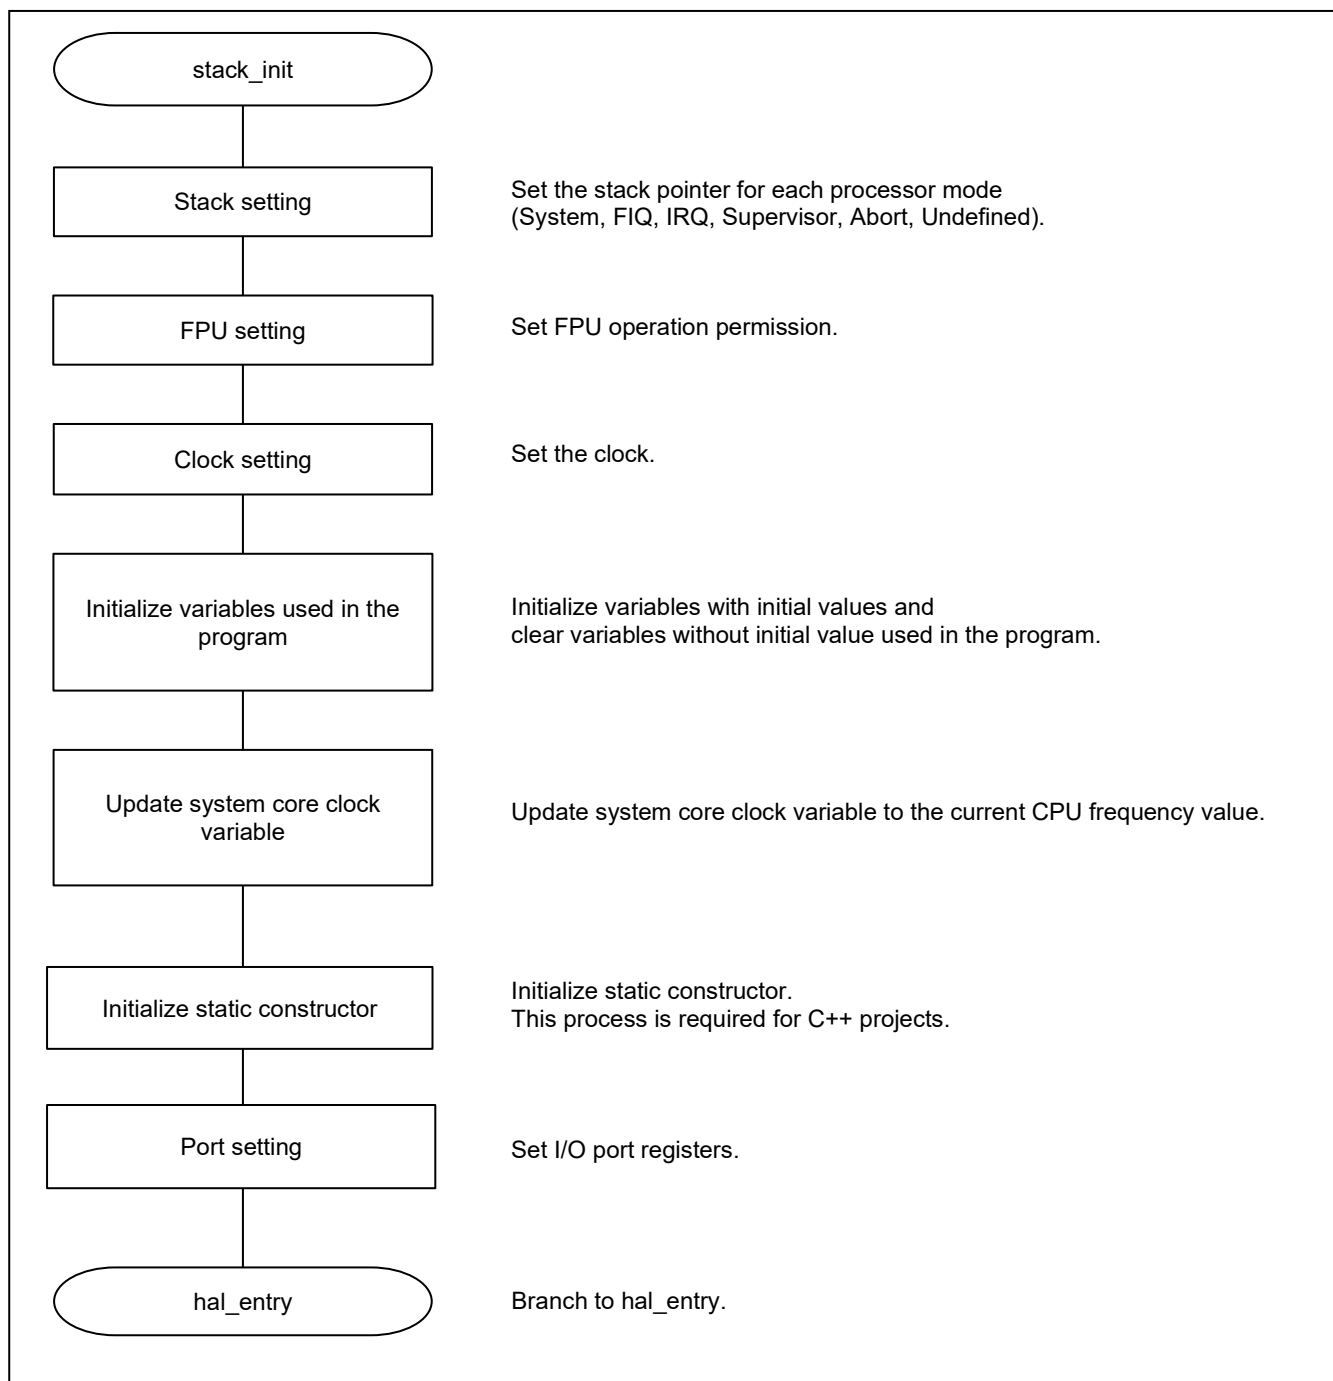 stack_init
Stack setting
Set the stack pointer for each processor mode
(System, FIQ, IRQ, Supervisor, Abort, Undefined).
FPU setting
Set FPU operation permission.
Clock setting
Set the clock.
Initialize variables used in the
program
Initialize variables with initial values and
clear variables without initial value used in the program.
Update system core clock
variable
Update system core clock variable to the current CPU frequency value.
Initialize static constructor
Initialize static constructor.
This process is required for C++ projects.
Port setting
Set I/O port registers.
hal_entry
Branch to hal_entry.